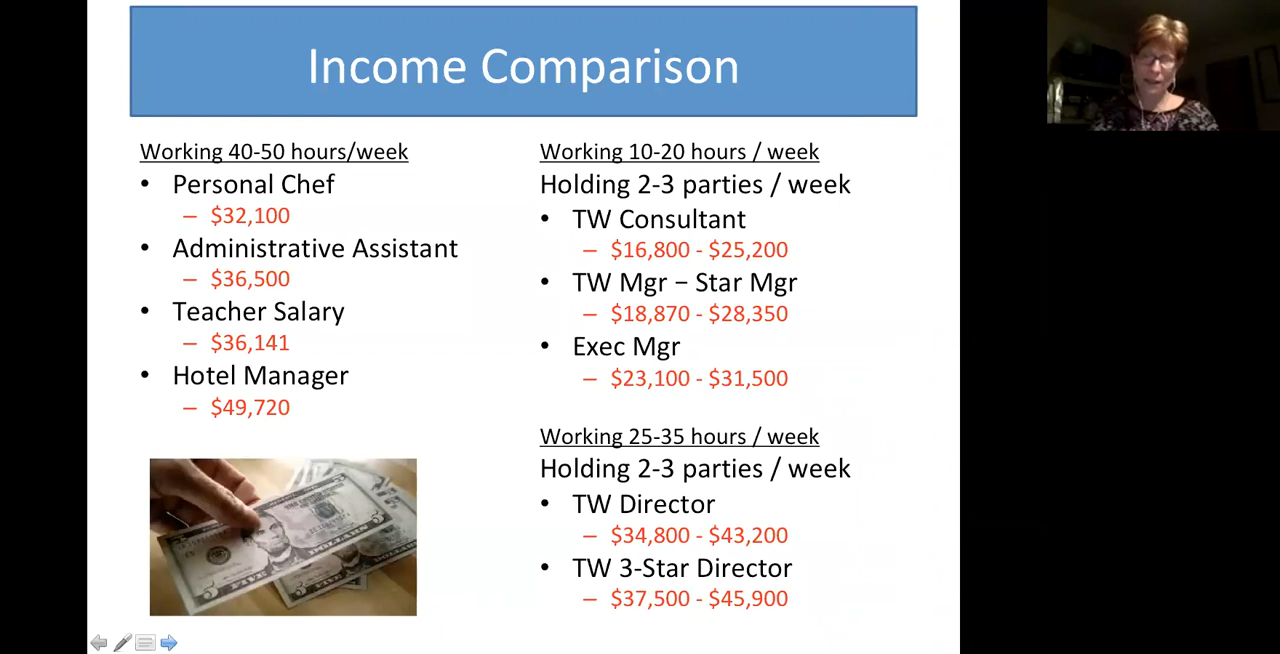 Income Comparison
Working 40-50 hours/week
• Personal Chef
– $32,100
• Administrative Assistant
– $36,500
• Teacher Salary
– $36,141
• Hotel Manager
– $49,720
Working 10-20 hours / week
Holding 2-3 parties / week
• TW Consultant
– $16,800 - $25,200
• TW Mgr – Star Mgr
– $18,870 - $28,350
• Exec Mgr
– $23,100 - $31,500
Working 25-35 hours / week
Holding 2-3 parties / week
• TW Director
– $34,800 - $43,200
• TW 3-Star Director
– $37,500 - $45,900
5
FIVE DOLLARS
5